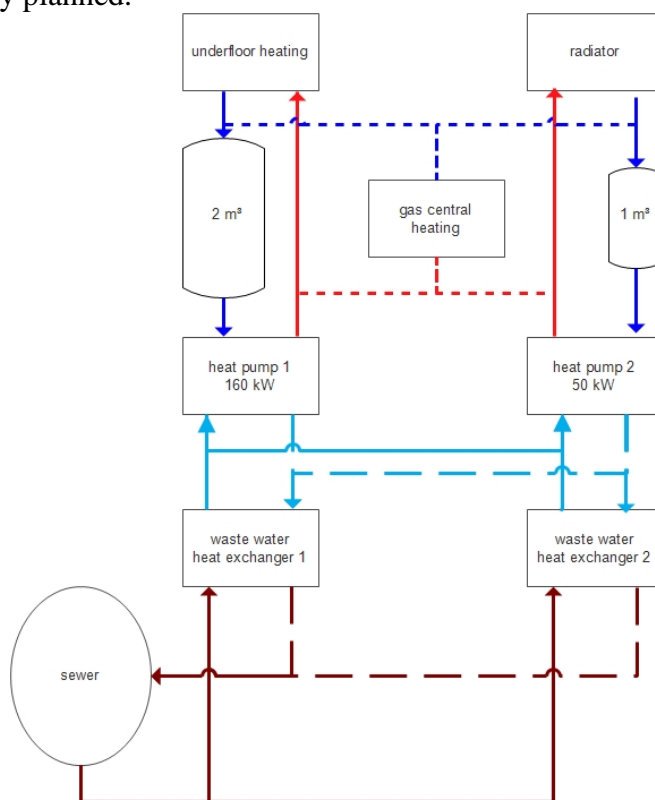 y planned.
underfloor heating
radiator
2 m³
gas central
heating
1 m³
heat pump 1
160 kW
heat pump 2
50 kW
waste water
heat exchanger 1
waste water
heat exchanger 2
sewer